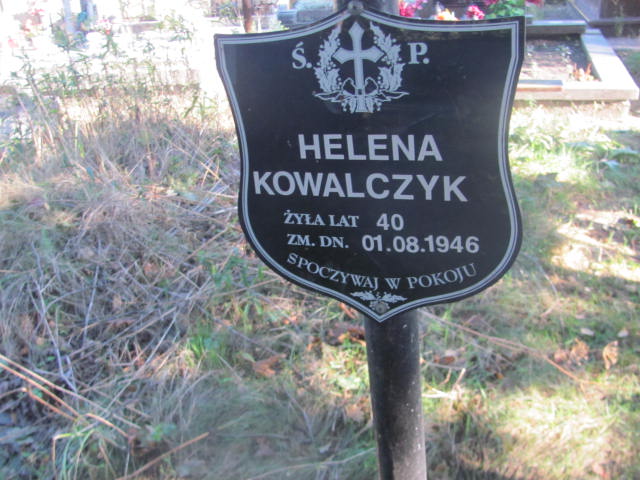 Ś. P.
HELENA
KOWALCZYK
ŻYŁA LAT 40
ZM. DN. 01.08.1946
SPOCZYWAJ W POKOJU